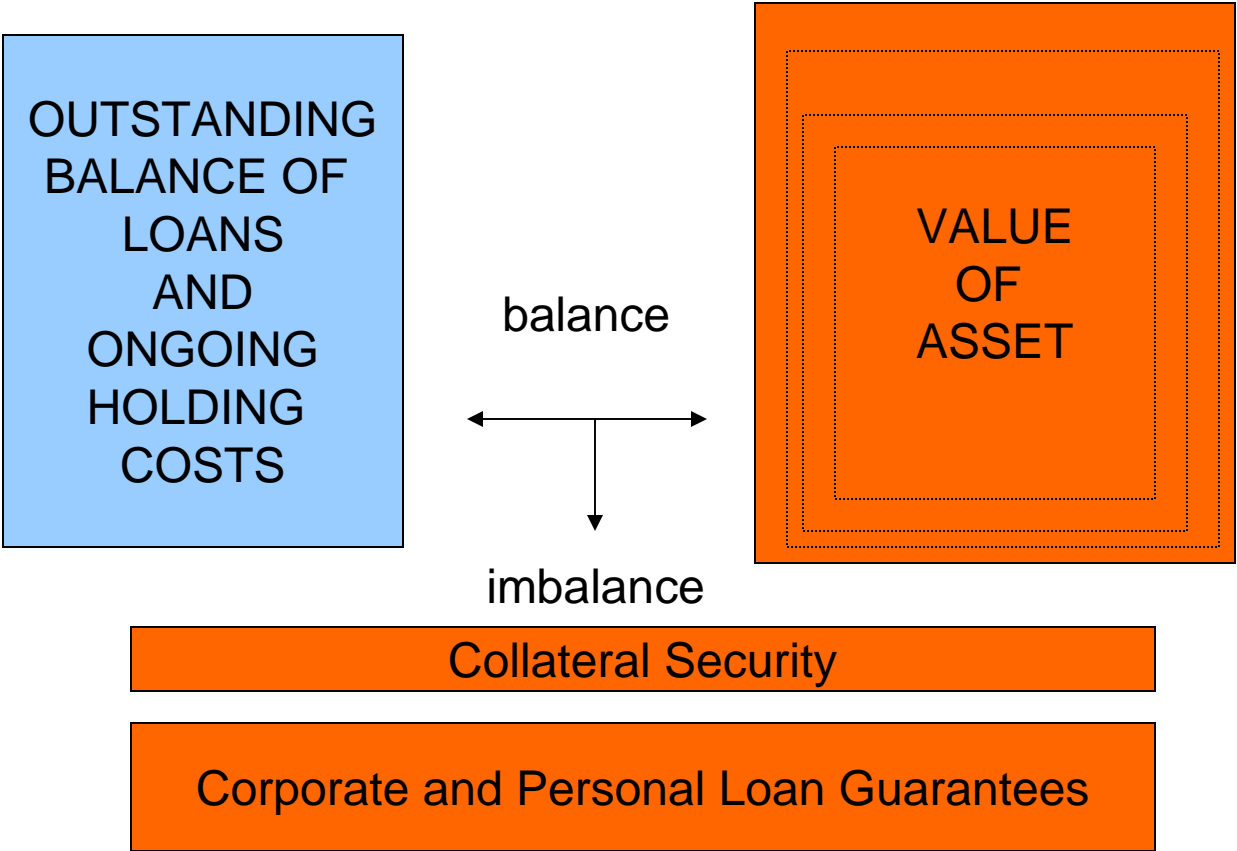 OUTSTANDING
BALANCE OF
LOANS
AND
ONGOING
HOLDING
COSTS
balance
imbalance
VALUE
OF
ASSET
Collateral Security
Corporate and Personal Loan Guarantees